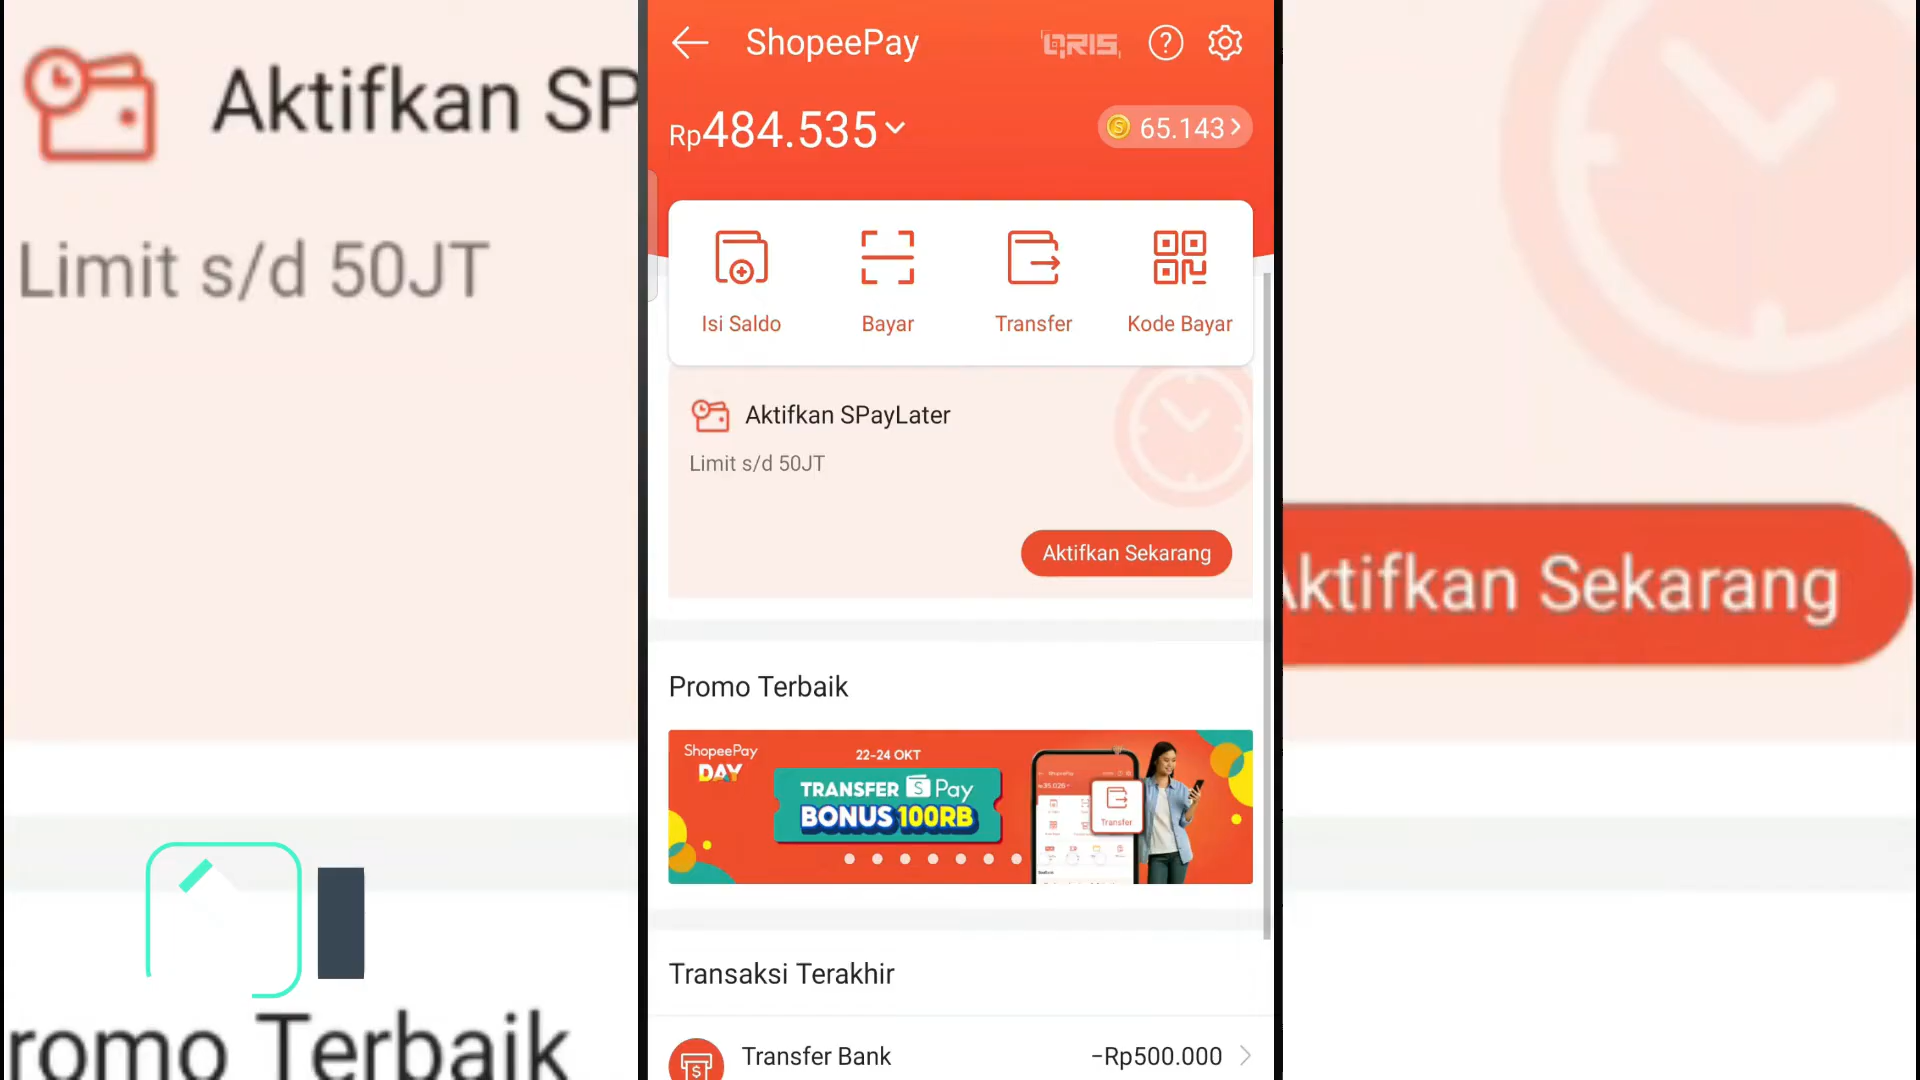 Aktifkan SP
Limit s/d 50JT
romo Terbaik
ShopeePay
QRIS
Rp484.535
65.143
Isi Saldo
Bayar
Transfer
Kode Bayar
Aktifkan SPayLater
Limit s/d 50JT
Aktifkan Sekarang
Promo Terbaik
ShopeePay
DAY
22-24 OKT
TRANSFER S Pay
BONUS 100RB
Transfer
Transaksi Terakhir
Transfer Bank
-Rp500.000
Aktifkan Sekarang